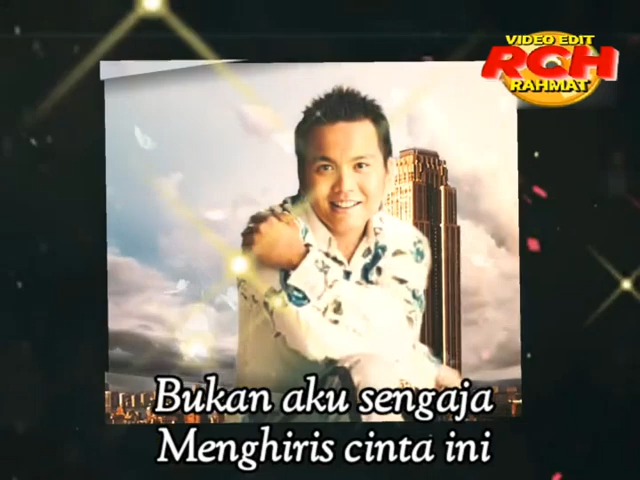 VIDEO EDIT
RCH
RAHMAT
Bukan aku sengaja
Menghiris cinta ini